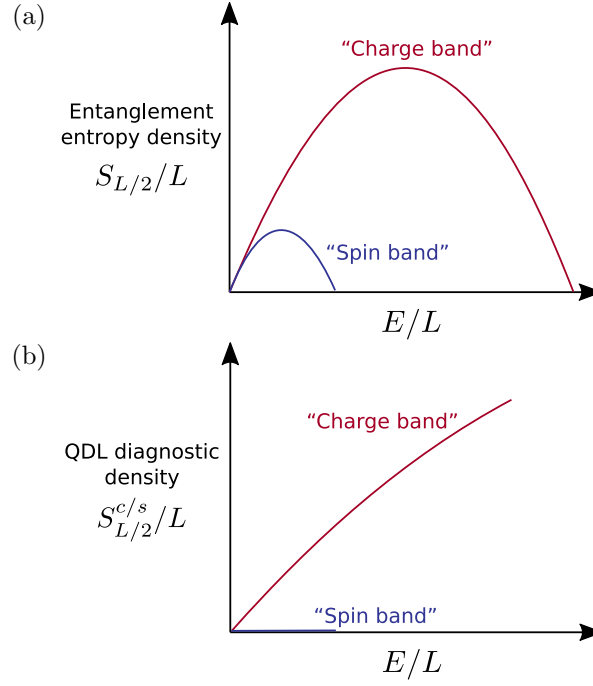 (a)
“Charge band”
Entanglement
entropy density
S_{L/2}/L
“Spin band”
E/L
(b)
“Charge band”
QDL diagnostic
density
S^{c/s}_{L/2}/L
“Spin band”
E/L